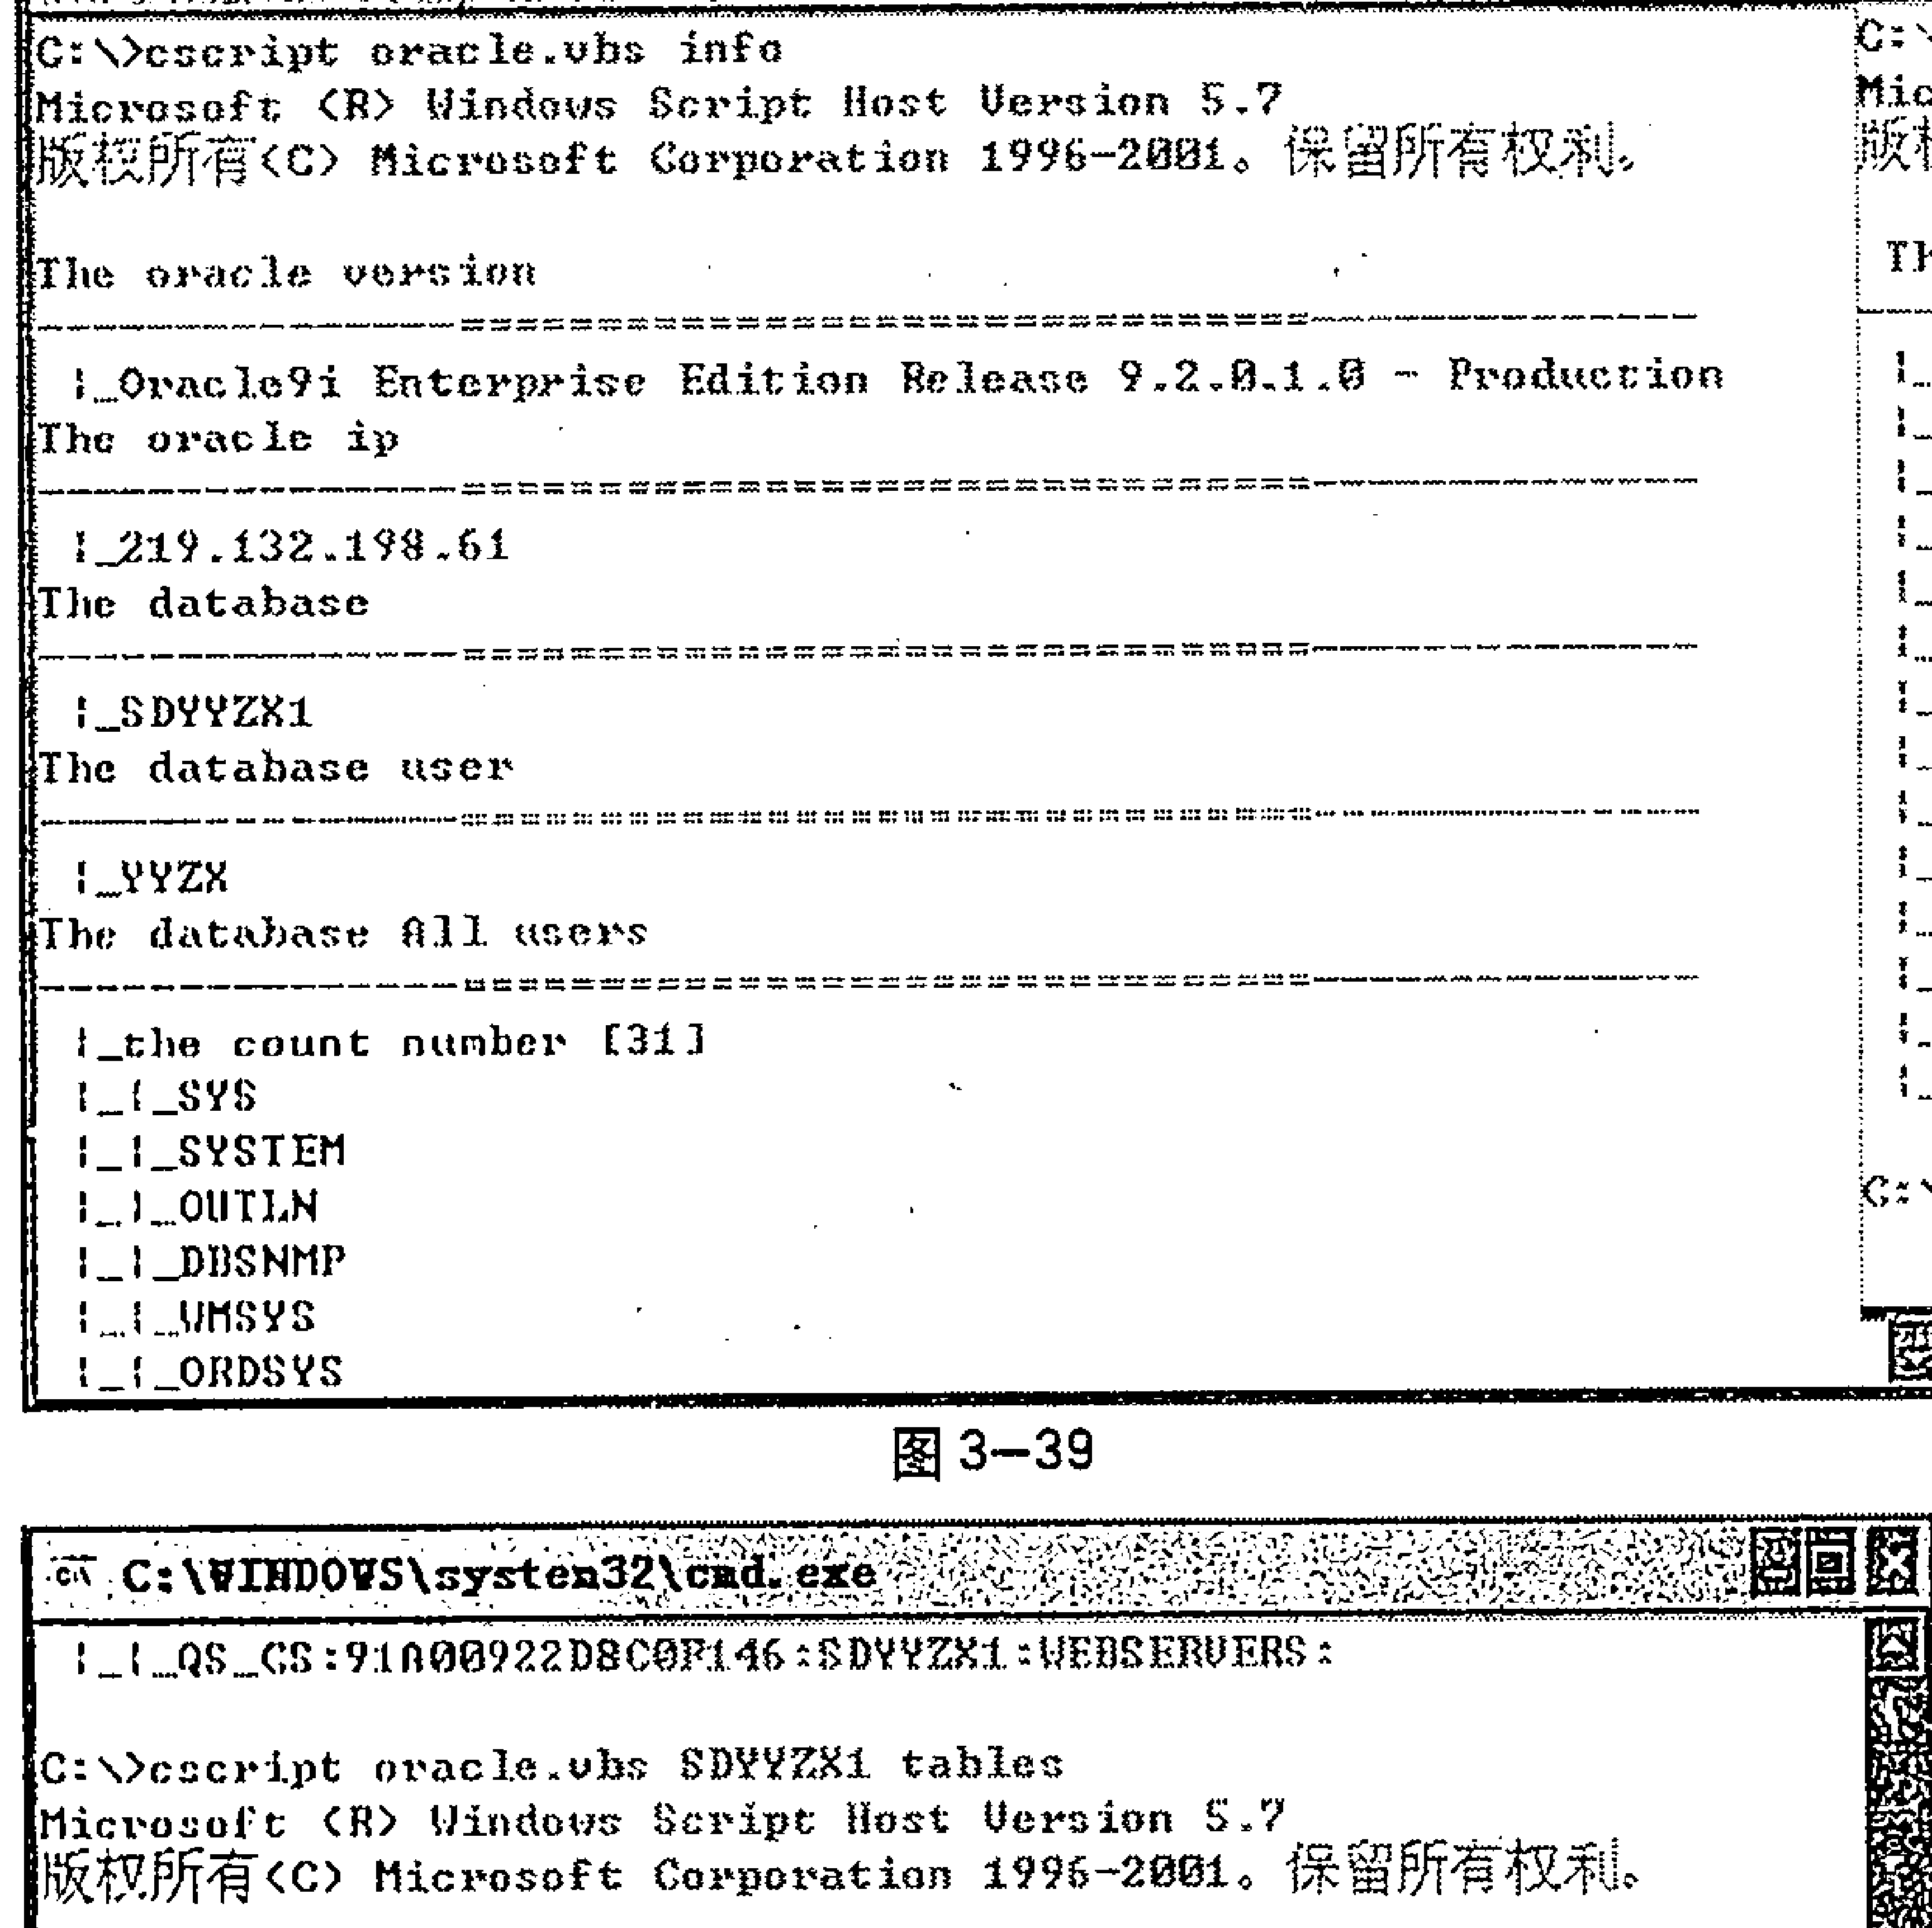 C:\>cscript oracle.vbs info
Microsoft (R) Windows Script Host Version 5.7
版权所有(C) Microsoft Corporation 1996-2001。保留所有权利。
The oracle version
------------------===============================-----------------
|_Oracle9i Enterprise Edition Release 9.2.0.1.0 - Production
The oracle ip
------------------===============================-----------------
|_219.132.198.61
The database
------------------===============================-----------------
|_SDYYZX1
The database user
------------------===============================-----------------
|_YYZX
The database All users
------------------===============================-----------------
|_the count number [31]
|_|_SYS
|_|_SYSTEM
|_|_OUTLN
|_|_DBSNMP
|_|_WMSYS
|_|_ORDSYS
图 3-39
C:\WINDOWS\system32\cmd.exe
|_|_QS_CS:91A00922D8C0F146:SDYYZX1:WEBSERVERS:
C:\>cscript oracle.vbs SDYYZX1 tables
Microsoft (R) Windows Script Host Version 5.7
版权所有(C) Microsoft Corporation 1996-2001。保留所有权利。